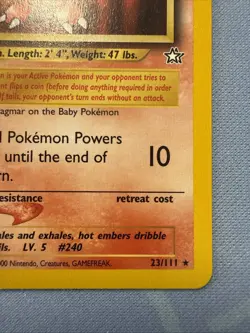 n. Length: 2' 4", Weight: 47 lbs.
n is your Active Pokémon and your opponent tries to
flips a coin (before doing anything required in order
If tails, your opponent's turn ends without an attack.
agmar on the Baby Pokémon
l Pokémon Powers
until the end of 10
rn.
esistance retreat cost
ales and exhales, hot embers dribble
ils. LV. 5 #240
00 Nintendo, Creatures, GAMEFREAK. 23/111 ★